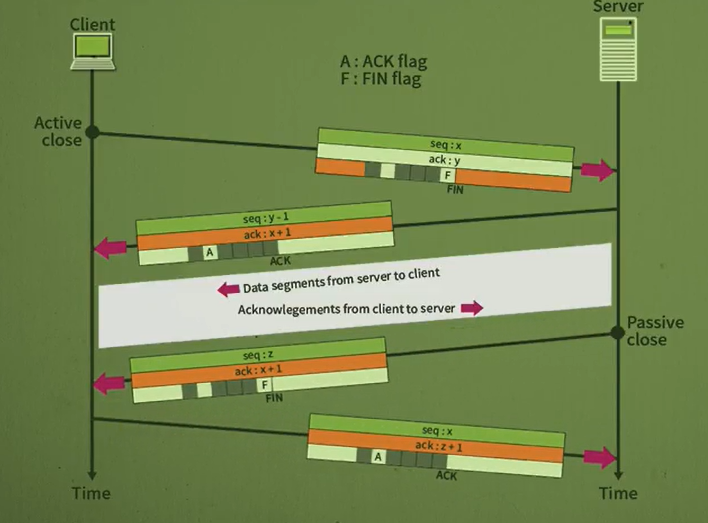 Client
Server
A : ACK flag
F : FIN flag
Active
close
seq : x
ack : y
F
FIN
seq : y-1
ack : x+1
A
ACK
Data segments from server to client
Acknowlegements from client to server
Passive
close
seq : z
ack : x+1
F
FIN
seq : x
ack : z+1
A
ACK
Time
Time